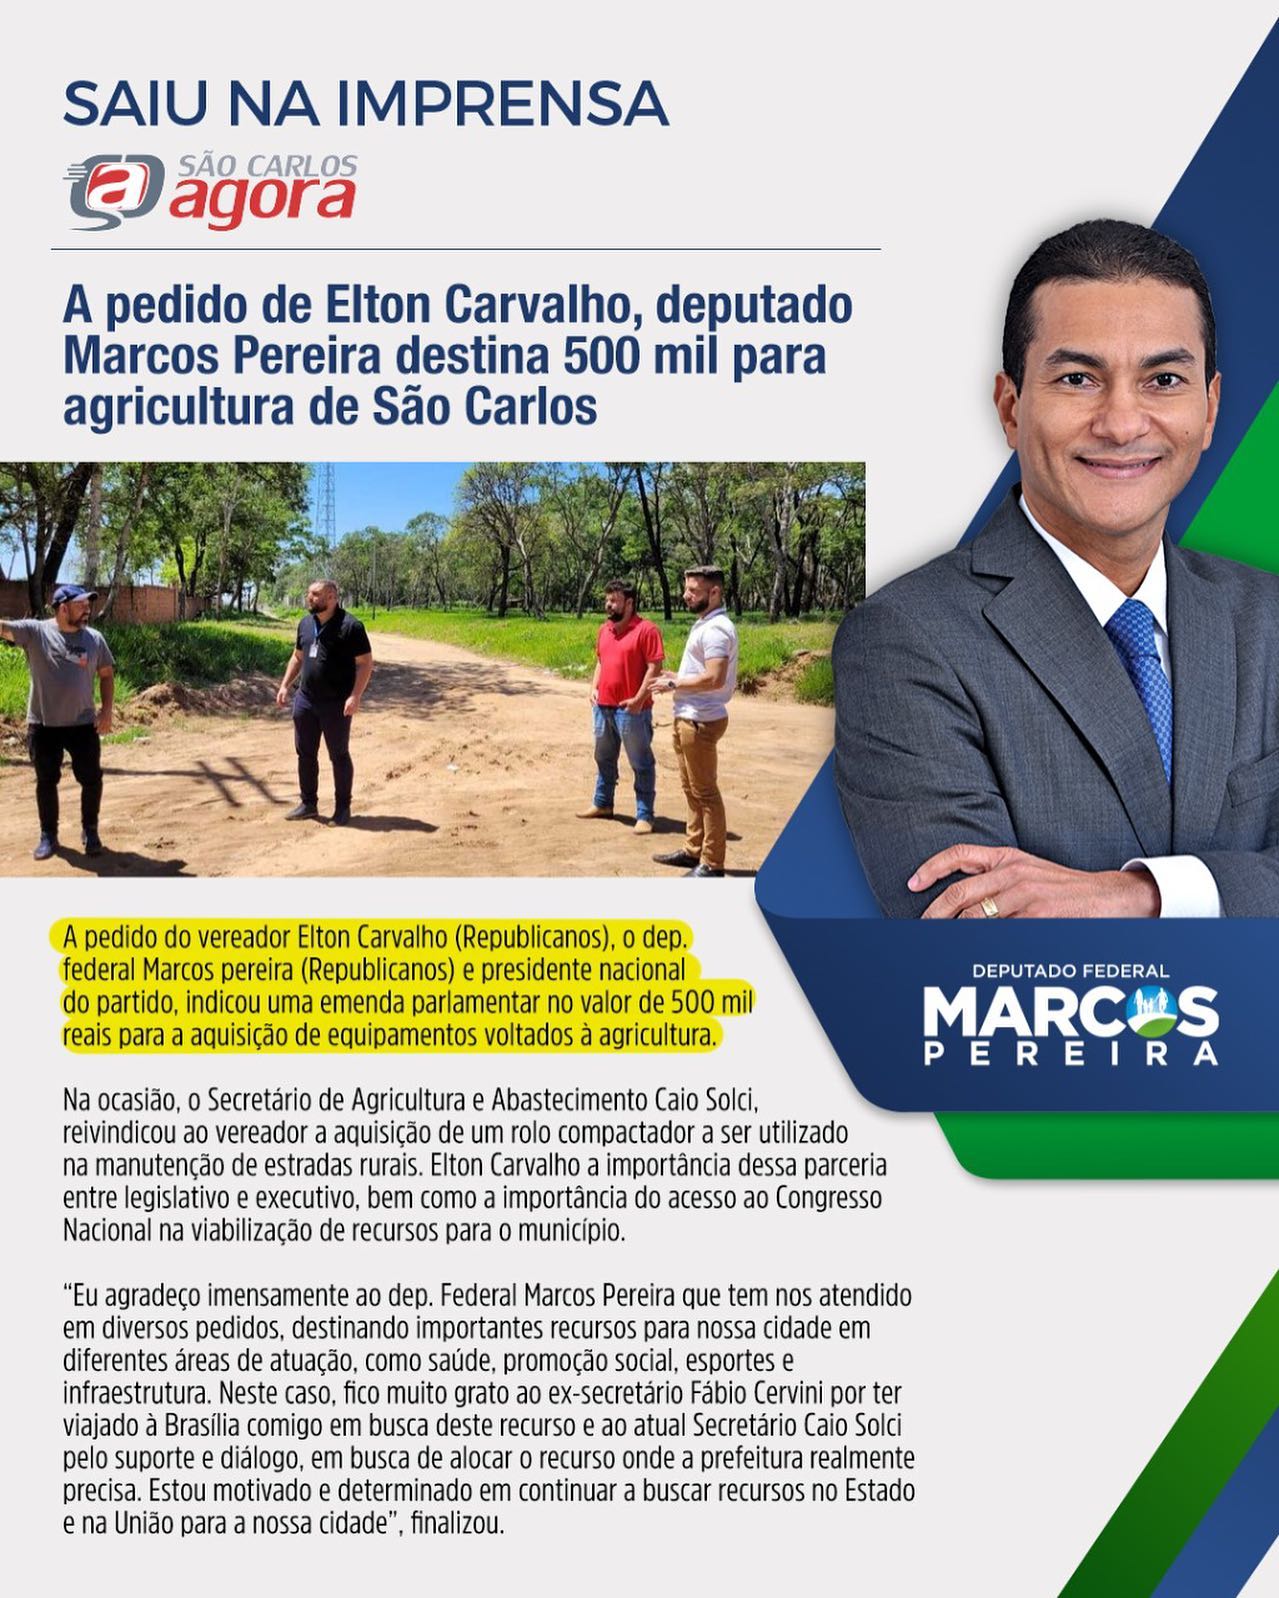 SAIU NA IMPRENSA
a SÃO CARLOS
agora
A pedido de Elton Carvalho, deputado
Marcos Pereira destina 500 mil para
agricultura de São Carlos
A pedido do vereador Elton Carvalho (Republicanos), o dep.
federal Marcos pereira (Republicanos) e presidente nacional
do partido, indicou uma emenda parlamentar no valor de 500 mil
reais para a aquisição de equipamentos voltados à agricultura.
Na ocasião, o Secretário de Agricultura e Abastecimento Caio Solci,
reivindicou ao vereador a aquisição de um rolo compactador a ser utilizado
na manutenção de estradas rurais. Elton Carvalho a importância dessa parceria
entre legislativo e executivo, bem como a importância do acesso ao Congresso
Nacional na viabilização de recursos para o município.
“Eu agradeço imensamente ao dep. Federal Marcos Pereira que tem nos atendido
em diversos pedidos, destinando importantes recursos para nossa cidade em
diferentes áreas de atuação, como saúde, promoção social, esportes e
infraestrutura. Neste caso, fico muito grato ao ex-secretário Fábio Cervini por ter
viajado à Brasília comigo em busca deste recurso e ao atual Secretário Caio Solci
pelo suporte e diálogo, em busca de alocar o recurso onde a prefeitura realmente
precisa. Estou motivado e determinado em continuar a buscar recursos no Estado
e na União para a nossa cidade”, finalizou.
DEPUTADO FEDERAL
MARCOS
PEREIRA